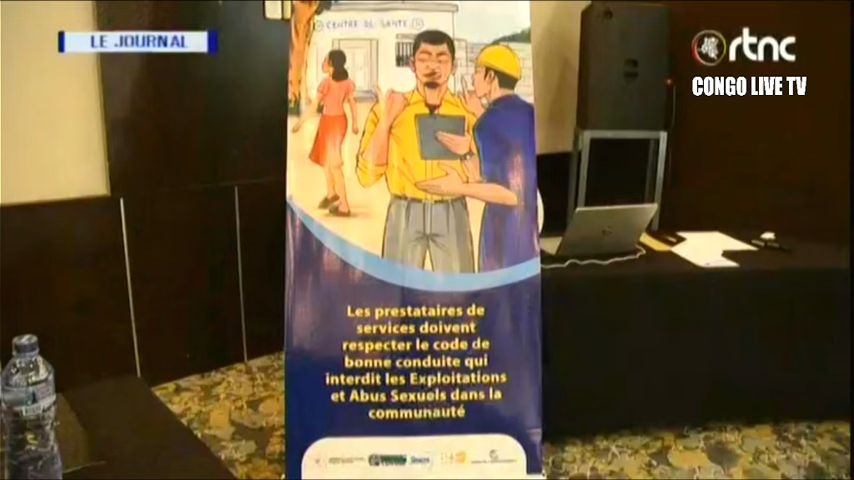 LE JOURNAL
rtnc
CONGO LIVE TV
CENTRE DE SANTÉ
Les prestataires de
services doivent
respecter le code de
bonne conduite qui
interdit les Exploitations
et Abus Sexuels dans la
communauté